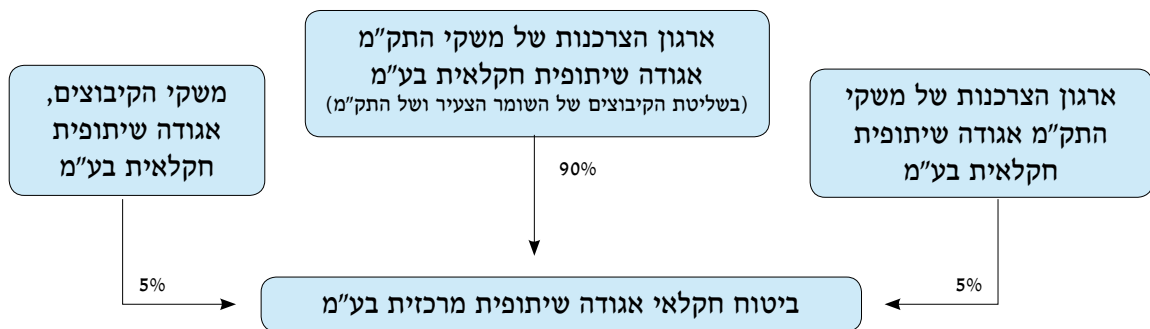 ארגון הצרכנות של משקי התק"מ
אגודה שיתופית חקלאית בע"מ
(בשליטת הקיבוצים של השומר הצעיר ושל התק"מ)
ארגון הצרכנות של משקי
התק"מ אגודה שיתופית
חקלאית בע"מ
משקי הקיבוצים,
אגודה שיתופית
חקלאית בע"מ
90%
5%
5%
ביטוח חקלאי אגודה שיתופית מרכזית בע"מ